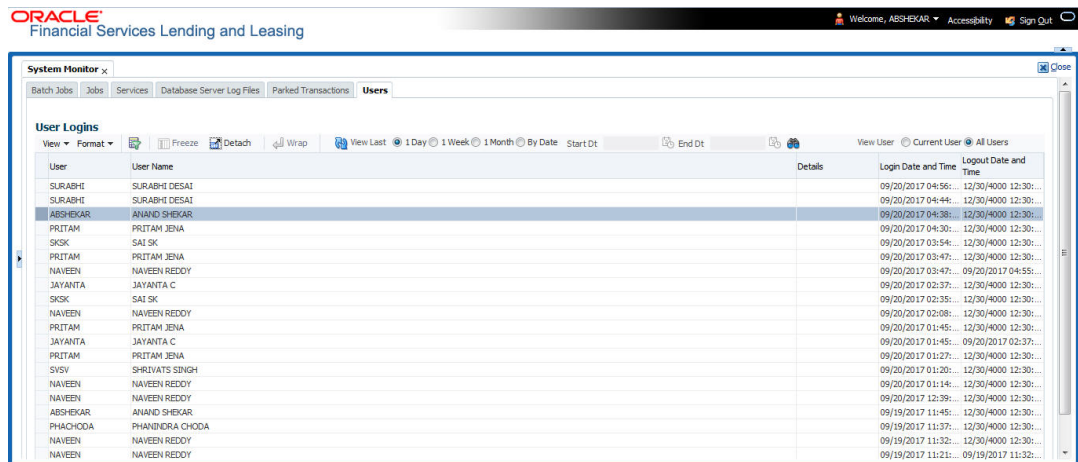 ORACLE®
Financial Services Lending and Leasing
Welcome, ABSHEKAR Accessibility Sign Out
System Monitor x
Close
Batch Jobs Jobs Services Database Server Log Files Parked Transactions Users
User Logins
View Format Freeze Detach Wrap View Last 1 Day 1 Week 1 Month By Date Start Dt End Dt View User Current User All Users
User User Name Details Login Date and Time Logout Date and Time
SURABHI SURABHI DESAI 09/20/2017 04:56:... 12/30/4000 12:30:...
SURABHI SURABHI DESAI 09/20/2017 04:44:... 12/30/4000 12:30:...
ABSHEKAR ANAND SHEKAR 09/20/2017 04:38:... 12/30/4000 12:30:...
PRITAM PRITAM JENA 09/20/2017 04:30:... 12/30/4000 12:30:...
SKSK SAI SK 09/20/2017 03:54:... 12/30/4000 12:30:...
PRITAM PRITAM JENA 09/20/2017 03:47:... 12/30/4000 12:30:...
NAVEEN NAVEEN REDDY 09/20/2017 03:47:... 09/20/2017 04:55:...
JAYANTA JAYANTA C 09/20/2017 02:37:... 12/30/4000 12:30:...
SKSK SAI SK 09/20/2017 02:35:... 12/30/4000 12:30:...
NAVEEN NAVEEN REDDY 09/20/2017 02:08:... 12/30/4000 12:30:...
PRITAM PRITAM JENA 09/20/2017 01:45:... 12/30/4000 12:30:...
JAYANTA JAYANTA C 09/20/2017 01:45:... 09/20/2017 02:37:...
PRITAM PRITAM JENA 09/20/2017 01:27:... 12/30/4000 12:30:...
SVSV SHRIVATS SINGH 09/20/2017 01:20:... 12/30/4000 12:30:...
NAVEEN NAVEEN REDDY 09/20/2017 01:14:... 12/30/4000 12:30:...
NAVEEN NAVEEN REDDY 09/20/2017 12:39:... 12/30/4000 12:30:...
ABSHEKAR ANAND SHEKAR 09/19/2017 11:45:... 12/30/4000 12:30:...
PHACHODA PHANINDRA CHODA 09/19/2017 11:37:... 12/30/4000 12:30:...
NAVEEN NAVEEN REDDY 09/19/2017 11:32:... 12/30/4000 12:30:...
NAVEEN NAVEEN REDDY 09/19/2017 11:21:... 09/19/2017 11:32:...